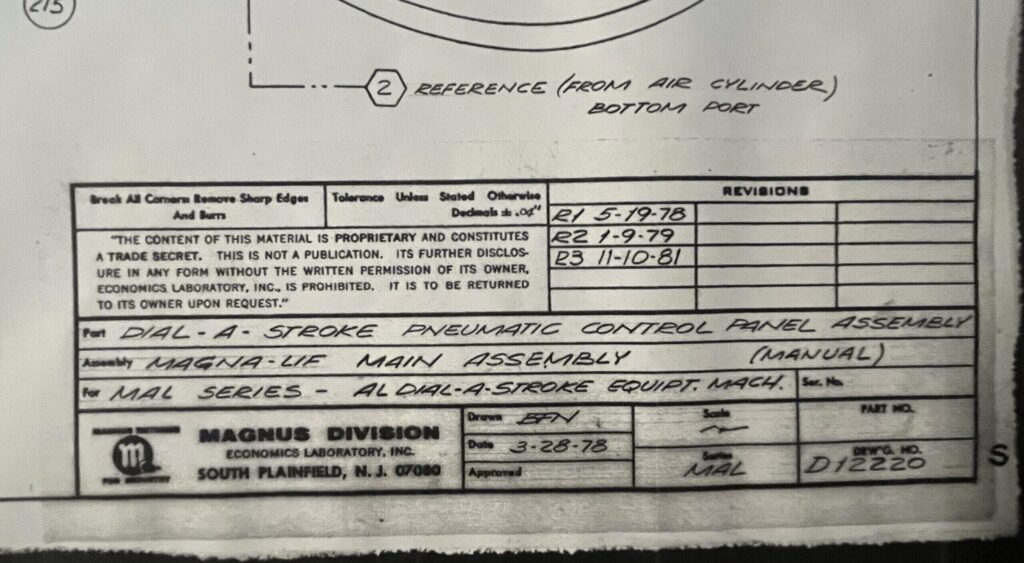 215
2 REFERENCE (FROM AIR CYLINDER)
BOTTOM PORT
Break All Corners Remove Sharp Edges
And Burrs
Tolerance Unless Stated Otherwise
Decimals ± .04"
REVISIONS
R1 5-19-78
R2 1-9-79
R3 11-10-81
"THE CONTENT OF THIS MATERIAL IS PROPRIETARY AND CONSTITUTES
A TRADE SECRET. THIS IS NOT A PUBLICATION. ITS FURTHER DISCLOS-
URE IN ANY FORM WITHOUT THE WRITTEN PERMISSION OF ITS OWNER,
ECONOMICS LABORATORY, INC., IS PROHIBITED. IT IS TO BE RETURNED
TO ITS OWNER UPON REQUEST."
Part DIAL-A-STROKE PNEUMATIC CONTROL PANEL ASSEMBLY
Assembly MAGNA-LIF MAIN ASSEMBLY (MANUAL)
For MAL SERIES - AL DIAL-A-STROKE EQUIPT. MACH.
Ser. No.
PART NO.
m
FOR INDUSTRY
MAGNUS DIVISION
ECONOMICS LABORATORY, INC.
SOUTH PLAINFIELD, N. J. 07080
Drawn EFN
Date 3-28-78
Approved
Scale
Series
MAL
DRW'G. NO.
D12220
S